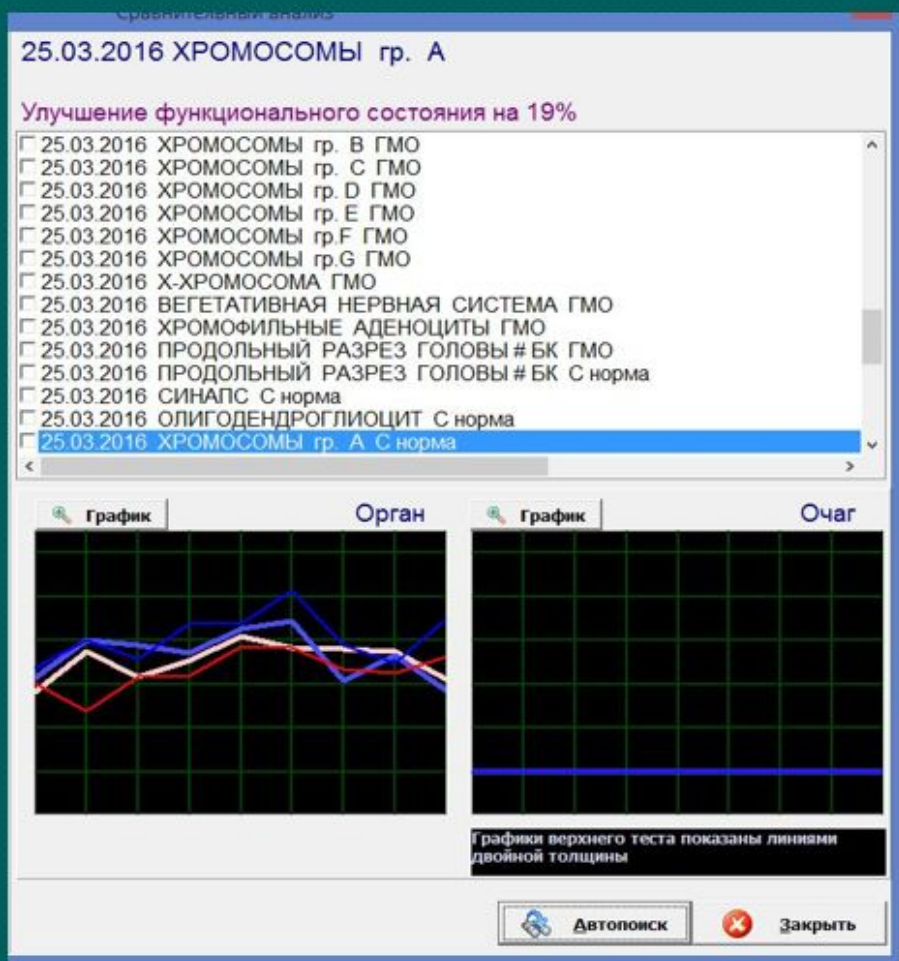 Сравнительный анализ
25.03.2016 ХРОМОСОМЫ гр. А
Улучшение функционального состояния на 19%
25.03.2016 ХРОМОСОМЫ гр. В ГМО
25.03.2016 ХРОМОСОМЫ гр. С ГМО
25.03.2016 ХРОМОСОМЫ гр. D ГМО
25.03.2016 ХРОМОСОМЫ гр. E ГМО
25.03.2016 ХРОМОСОМЫ гр.F ГМО
25.03.2016 ХРОМОСОМЫ гр.G ГМО
25.03.2016 Х-ХРОМОСОМА ГМО
25.03.2016 ВЕГЕТАТИВНАЯ НЕРВНАЯ СИСТЕМА ГМО
25.03.2016 ХРОМОФИЛЬНЫЕ АДЕНОЦИТЫ ГМО
25.03.2016 ПРОДОЛЬНЫЙ РАЗРЕЗ ГОЛОВЫ # БК ГМО
25.03.2016 ПРОДОЛЬНЫЙ РАЗРЕЗ ГОЛОВЫ # БК С норма
25.03.2016 СИНАПС С норма
25.03.2016 ОЛИГОДЕНДРОГЛИОЦИТ С норма
25.03.2016 ХРОМОСОМЫ гр. А С норма
График Орган
График Очаг
Графики верхнего теста показаны линиями
двойной толщины
Автопоиск Закрыть